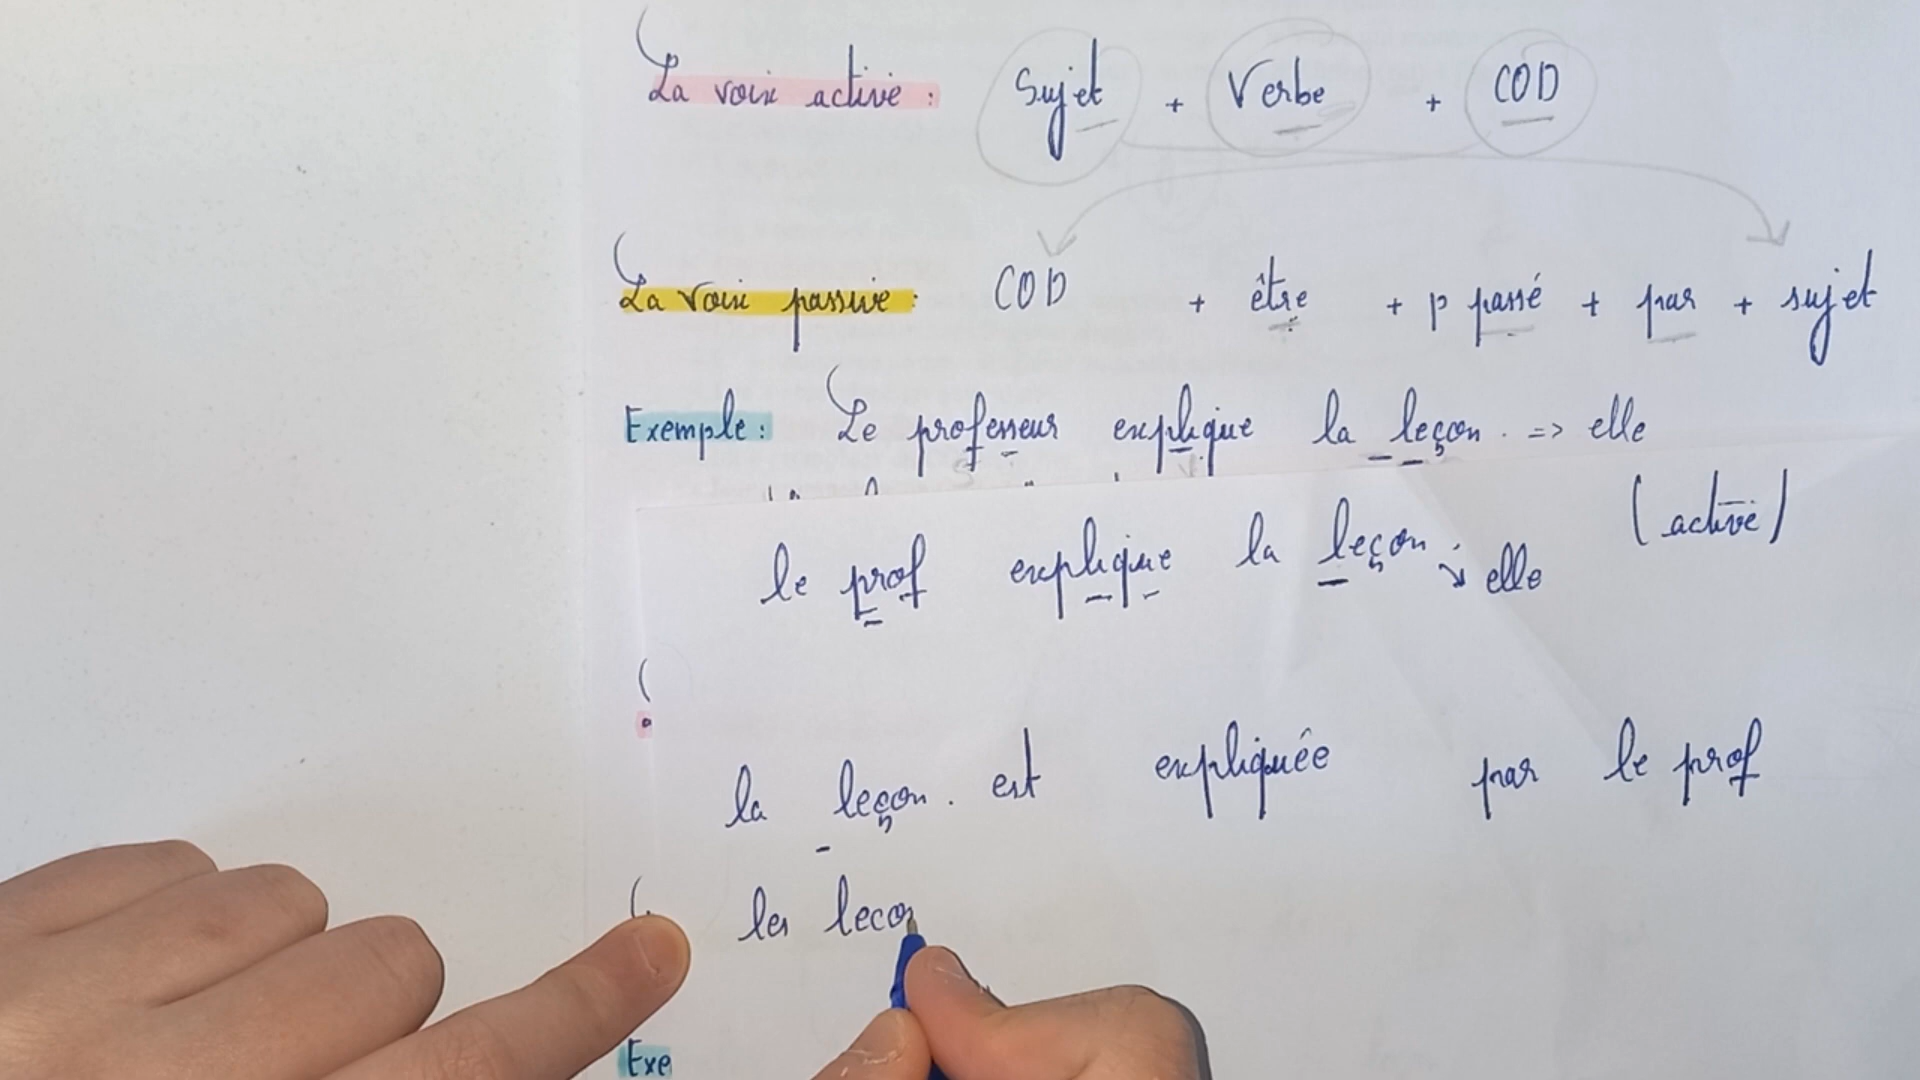 La voix active : Sujet + Verbe + COD
La voix passive : COD + être + p passé + par + sujet
Exemple : Le professeur explique la leçon. => elle
le prof explique la leçon elle (active)
la leçon. est expliquée par le prof
les lecon
Exe